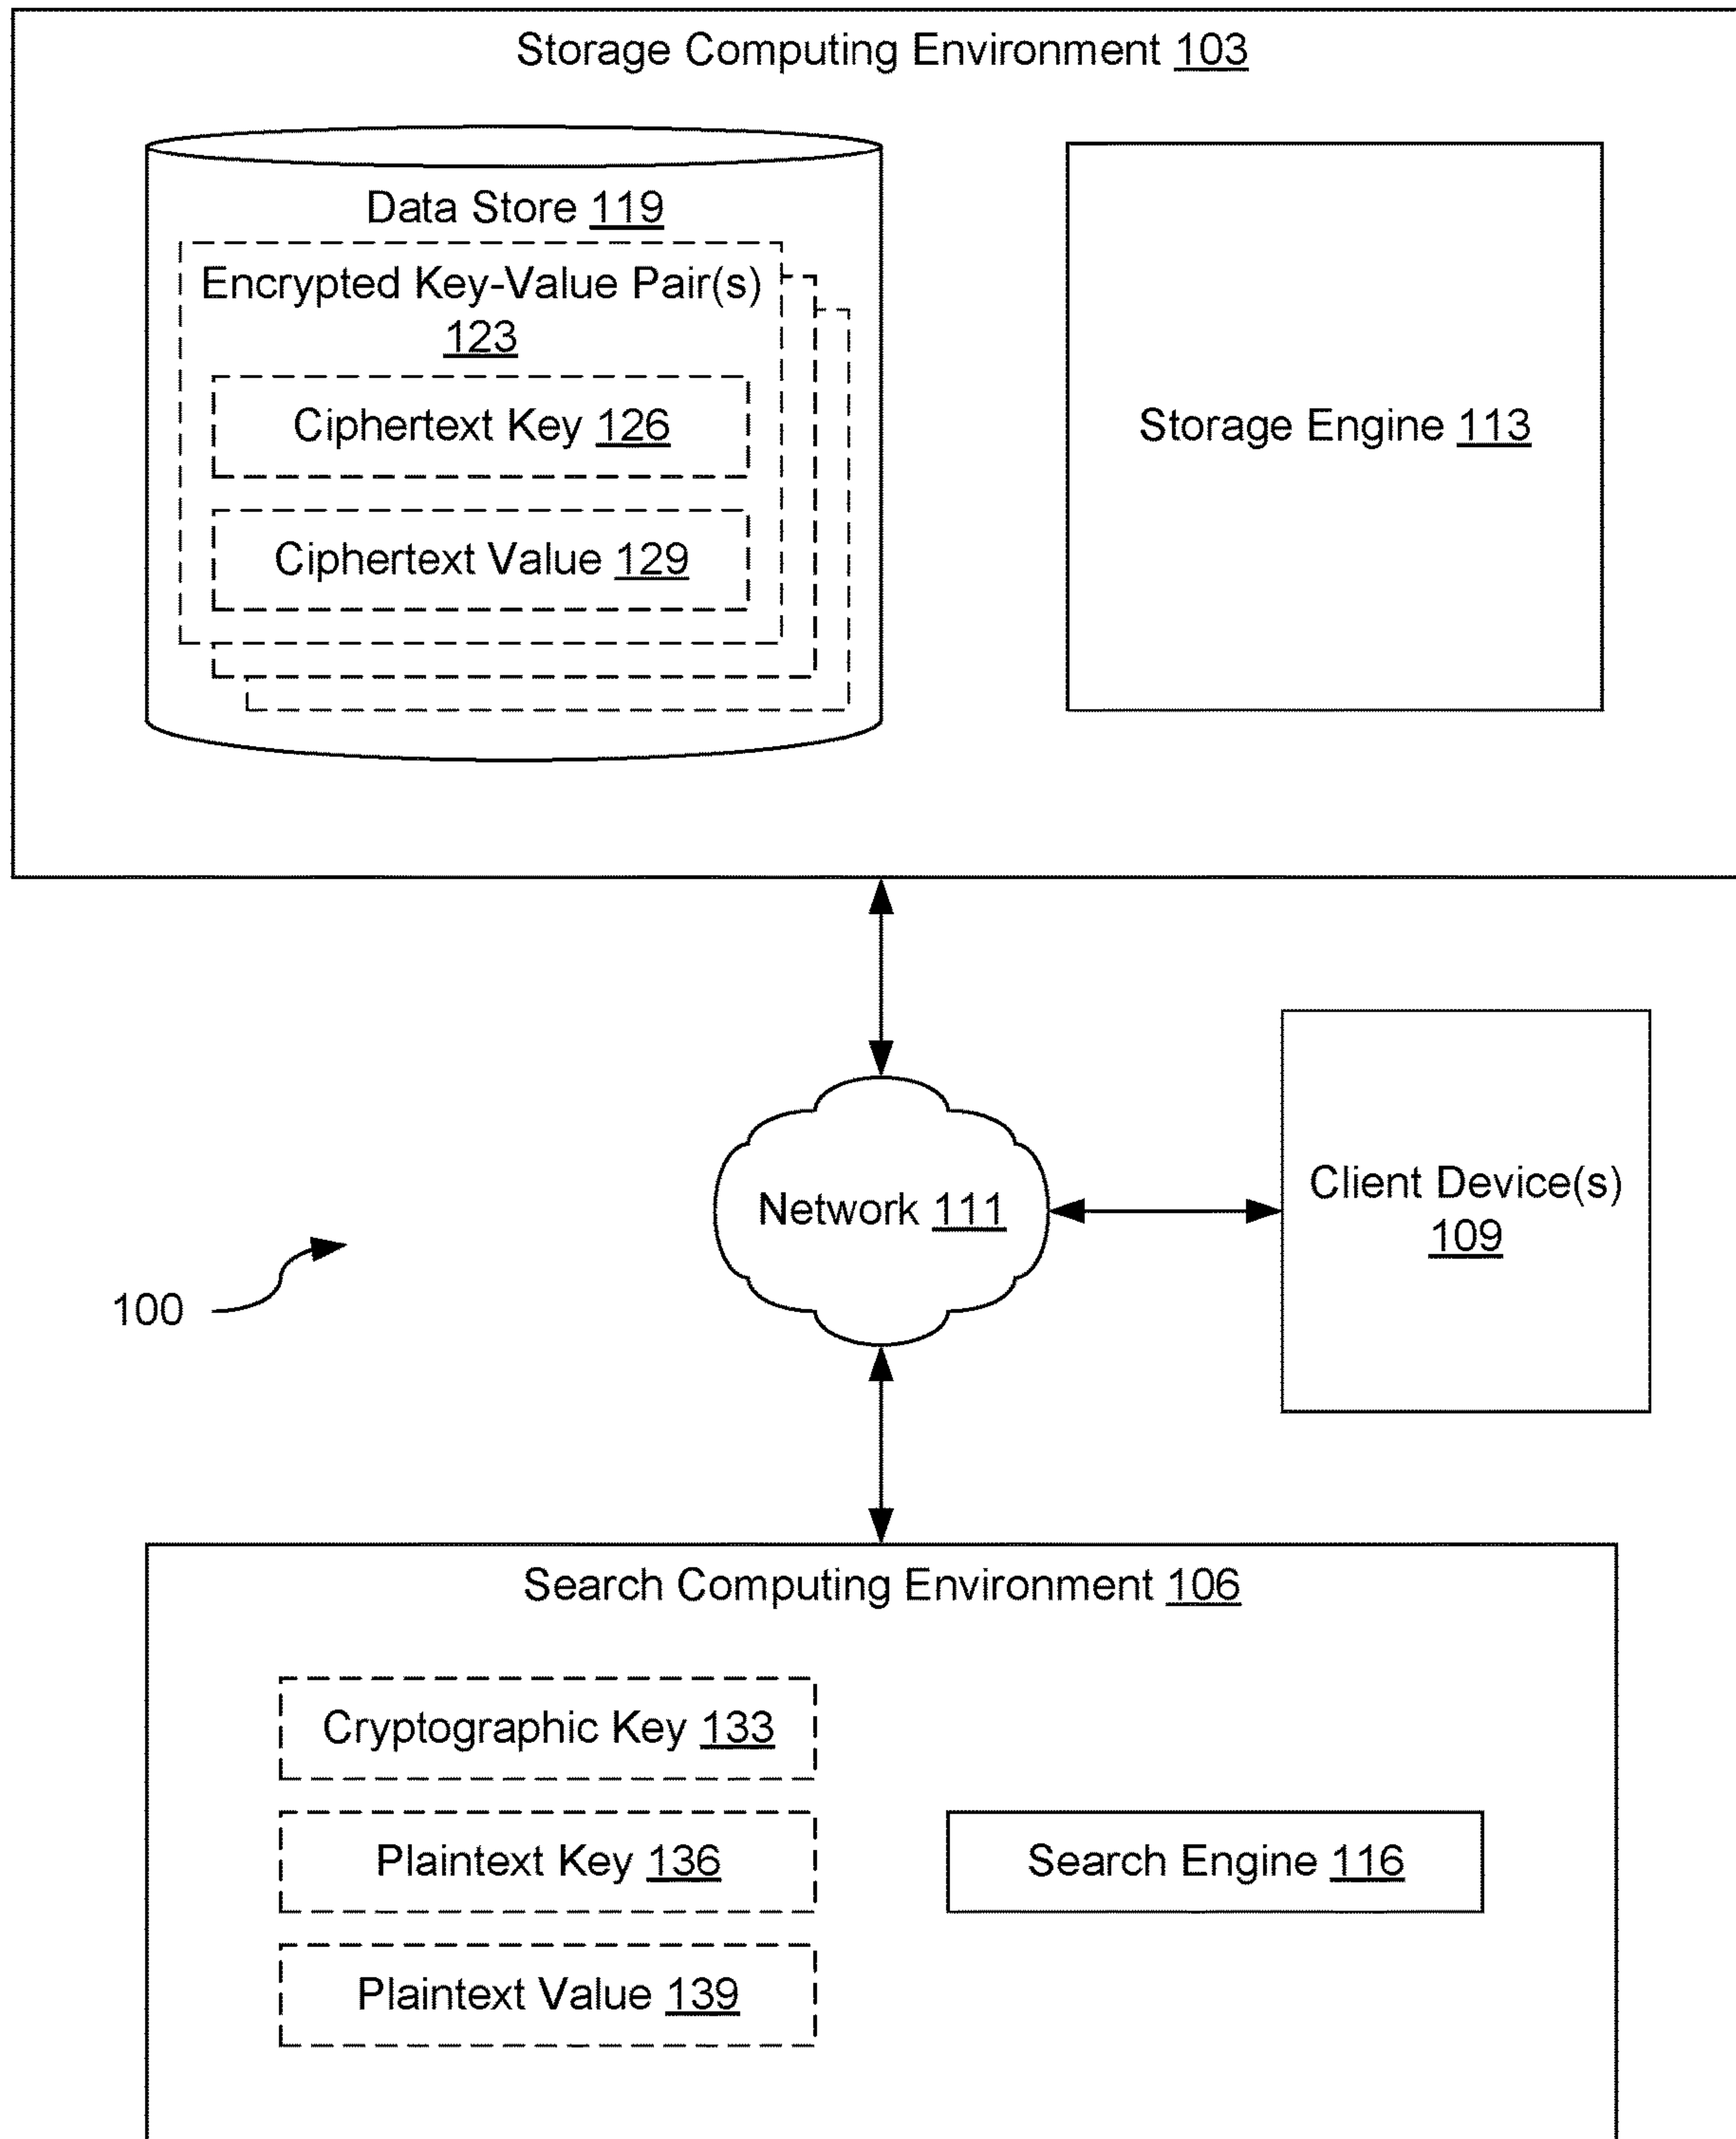 Storage Computing Environment 103
Data Store 119
Encrypted Key-Value Pair(s)
123
Ciphertext Key 126
Ciphertext Value 129
Storage Engine 113
Network 111
Client Device(s)
109
100
Search Computing Environment 106
Cryptographic Key 133
Plaintext Key 136
Plaintext Value 139
Search Engine 116